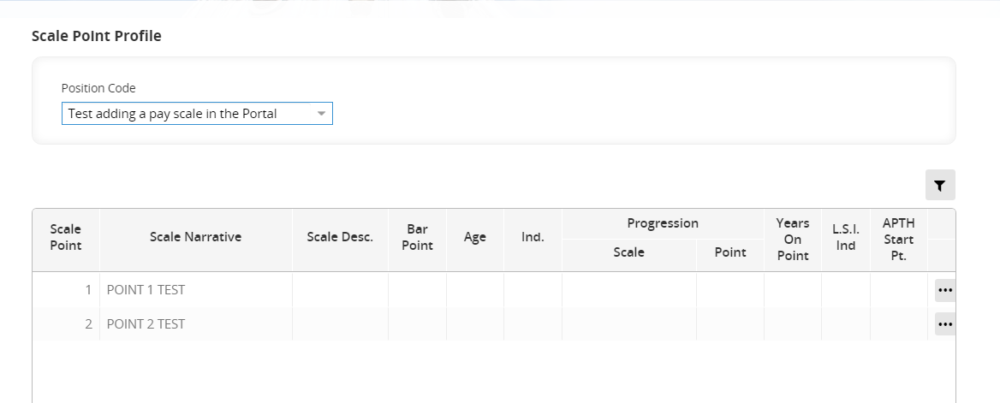 Scale Point Profile
Position Code
Test adding a pay scale in the Portal
Scale Point
Scale Narrative
Scale Desc.
Bar Point
Age
Ind.
Progression
Scale
Point
Years On Point
L.S.I. Ind
APTH Start Pt.
1 POINT 1 TEST
2 POINT 2 TEST